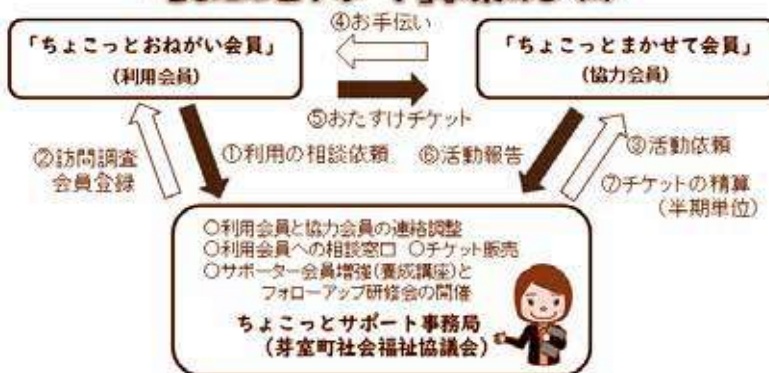 ④お手伝い
「ちょこっとおねがい会員」
(利用会員)
「ちょこっとまかせて会員」
(協力会員)
⑤おたすけチケット
②訪問調査
会員登録
①利用の相談依頼
⑥活動報告
③活動依頼
⑦チケットの精算
(半期単位)
○利用会員と協力会員の連絡調整
○利用会員への相談窓口 ○チケット販売
○サポーター会員増強(養成講座)と
フォローアップ研修会の開催
ちょこっとサポート事務局
(芽室町社会福祉協議会)